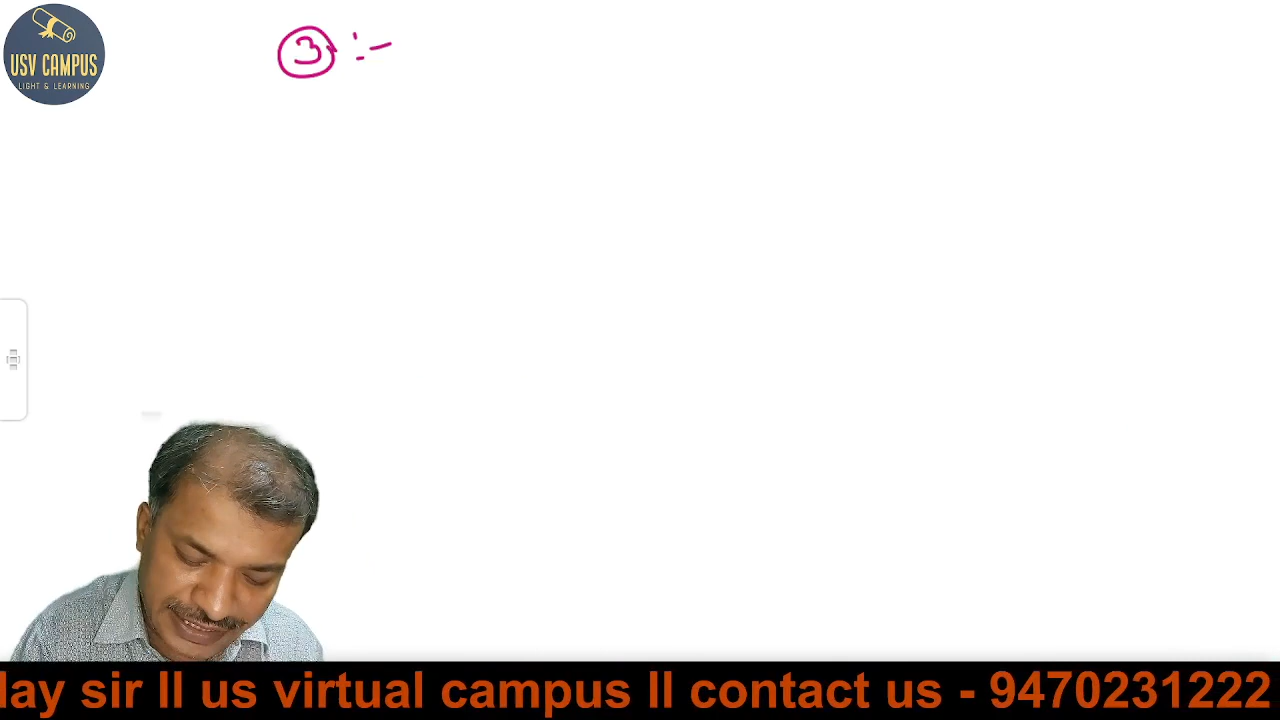 USV CAMPUS
LIGHT & LEARNING
③ :-
lay sir ll us virtual campus ll contact us - 9470231222